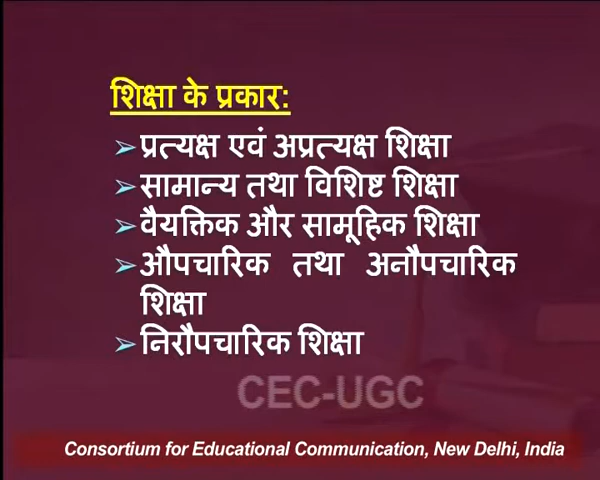 शिक्षा के प्रकार:
➢प्रत्यक्ष एवं अप्रत्यक्ष शिक्षा
➢सामान्य तथा विशिष्ट शिक्षा
➢वैयक्तिक और सामूहिक शिक्षा
➢औपचारिक तथा अनौपचारिक
शिक्षा
➢निरौपचारिक शिक्षा
CEC-UGC
Consortium for Educational Communication, New Delhi, India